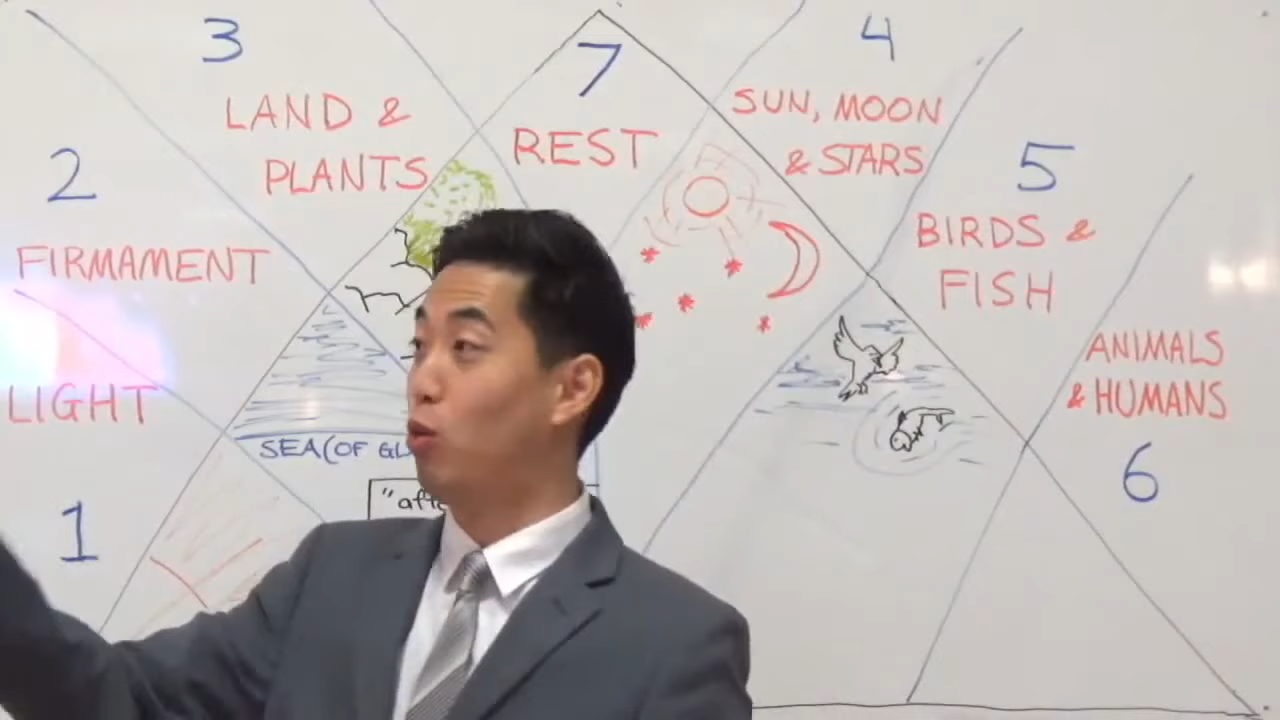 3
LAND &
PLANTS
7
REST
4
SUN, MOON
& STARS
2
FIRMAMENT
5
BIRDS &
FISH
LIGHT
1
ANIMALS
& HUMANS
6
SEA (OF